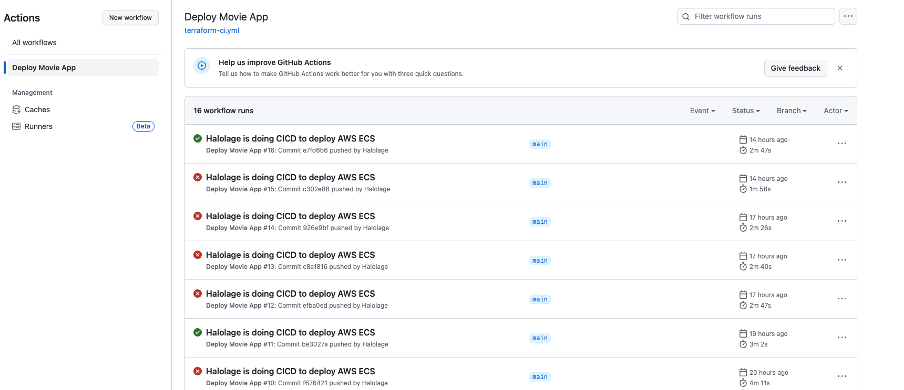 Actions
New workflow
All workflows
Deploy Movie App
Management
Caches
Runners
Beta
Deploy Movie App
terraform-ci.yml
Filter workflow runs
Help us improve GitHub Actions
Tell us how to make GitHub Actions work better for you with three quick questions.
Give feedback
16 workflow runs
Event
Status
Branch
Actor
Halolage is doing CICD to deploy AWS ECS
Deploy Movie App #16: Commit e7fd6b6 pushed by Halolage
main
14 hours ago
2m 47s
Halolage is doing CICD to deploy AWS ECS
Deploy Movie App #15: Commit c302e88 pushed by Halolage
main
14 hours ago
1m 58s
Halolage is doing CICD to deploy AWS ECS
Deploy Movie App #14: Commit 926e9bf pushed by Halolage
main
17 hours ago
2m 26s
Halolage is doing CICD to deploy AWS ECS
Deploy Movie App #13: Commit c8a1816 pushed by Halolage
main
17 hours ago
2m 40s
Halolage is doing CICD to deploy AWS ECS
Deploy Movie App #12: Commit efba0ed pushed by Halolage
main
17 hours ago
2m 47s
Halolage is doing CICD to deploy AWS ECS
Deploy Movie App #11: Commit be3027a pushed by Halolage
main
19 hours ago
3m 2s
Halolage is doing CICD to deploy AWS ECS
Deploy Movie App #10: Commit f676421 pushed by Halolage
main
20 hours ago
4m 11s